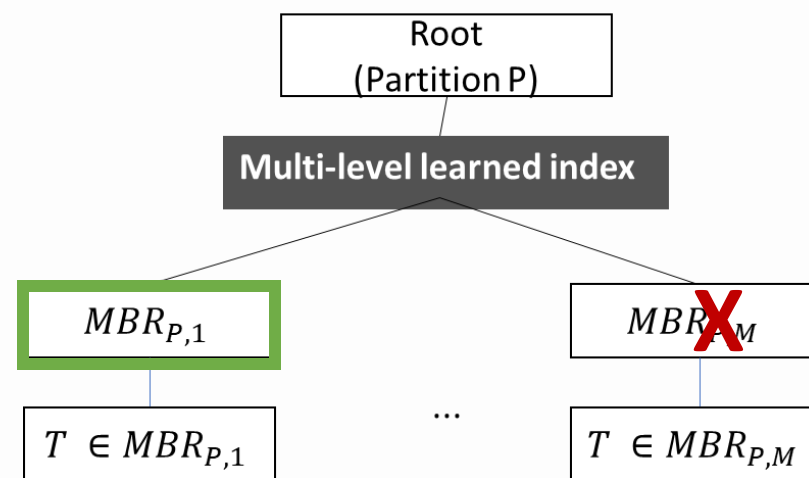 Root
(Partition P)
Multi-level learned index
𝑀𝐵𝑅_{𝑃,1}
𝑀𝐵𝑅_{𝑃,𝑀}
X
𝑇 ∈ 𝑀𝐵𝑅_{𝑃,1}
...
𝑇 ∈ 𝑀𝐵𝑅_{𝑃,𝑀}